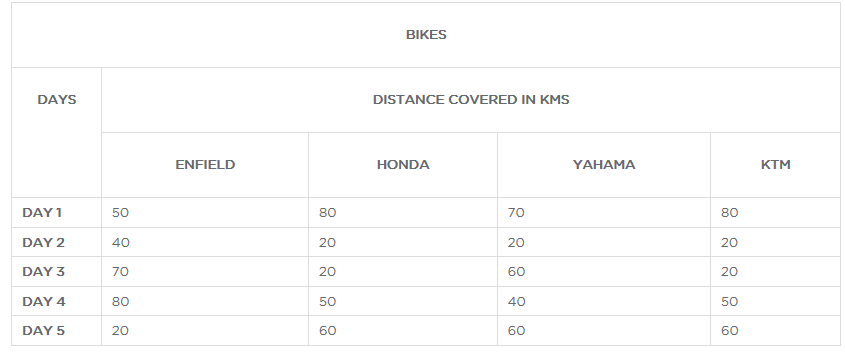 BIKES
DAYS DISTANCE COVERED IN KMS
ENFIELD HONDA YAHAMA KTM
DAY 1 50 80 70 80
DAY 2 40 20 20 20
DAY 3 70 20 60 20
DAY 4 80 50 40 50
DAY 5 20 60 60 60